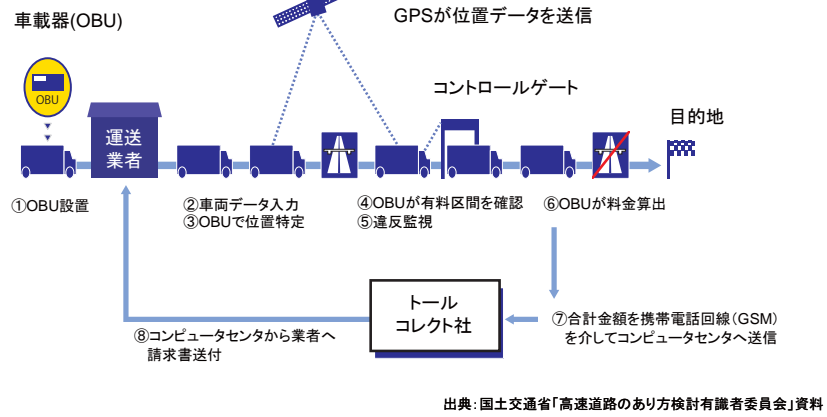 車載器(OBU)
GPSが位置データを送信
コントロールゲート
OBU
目的地
運送
業者
①OBU設置
②車両データ入力
③OBUで位置特定
④OBUが有料区間を確認
⑤違反監視
⑥OBUが料金算出
トール
コレクト社
⑦合計金額を携帯電話回線(GSM)
を介してコンピュータセンタへ送信
⑧コンピュータセンタから業者へ
請求書送付
出典:国土交通省「高速道路のあり方検討有識者委員会」資料